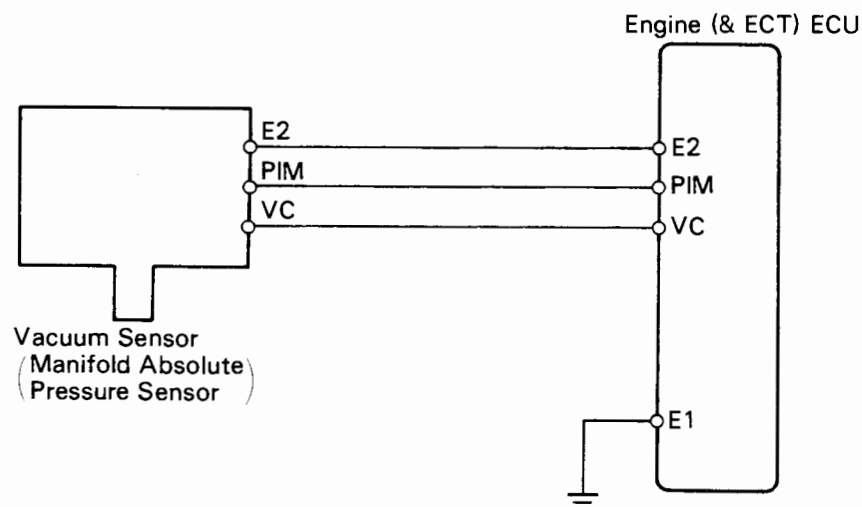 Engine (& ECT) ECU
E2
E2
PIM
PIM
VC
VC
Vacuum Sensor
(Manifold Absolute
Pressure Sensor)
E1